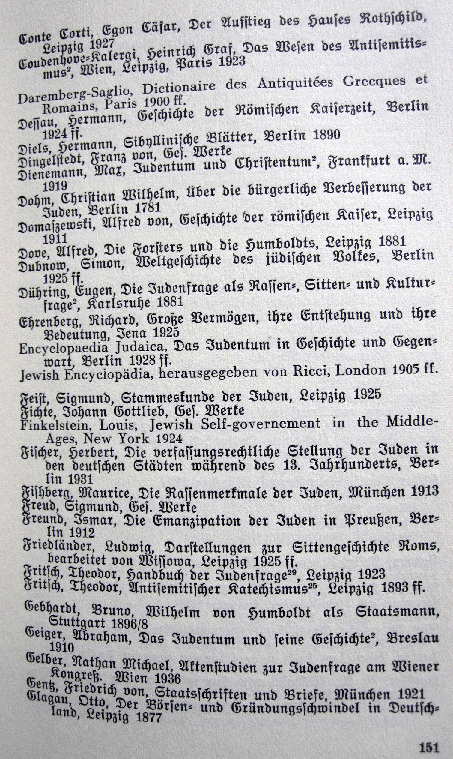 Conte Corti, Egon Cäsar, Der Aufstieg des Hauses Rothschild,
Leipzig 1927
Coudenhove-Kalergi, Heinrich Graf, Das Wesen des Antisemitis-
mus², Wien, Leipzig, Paris 1923
Daremberg-Saglio, Dictionaire des Antiquitées Grecques et
Romains, Paris 1900 ff.
Dessau, Hermann, Geschichte der Römischen Kaiserzeit, Berlin
1924 ff.
Diels, Hermann, Sibyllinische Blätter, Berlin 1890
Dingelstedt, Franz von, Ges. Werke
Dienemann, Max, Judentum und Christentum², Frankfurt a. M.
1919
Dohm, Christian Wilhelm, Über die bürgerliche Verbesserung der
Juden, Berlin 1781
Domaszewski, Alfred von, Geschichte der römischen Kaiser, Leipzig
1911
Dove, Alfred, Die Forsters und die Humboldts, Leipzig 1881
Dubnow, Simon, Weltgeschichte des jüdischen Volkes, Berlin
1925 ff.
Dühring, Eugen, Die Judenfrage als Rassen-, Sitten- und Kultur-
frage², Karlsruhe 1881
Ehrenberg, Richard, Große Vermögen, ihre Entstehung und ihre
Bedeutung, Jena 1925
Encyclopaedia Judaica, Das Judentum in Geschichte und Gegen-
wart, Berlin 1928 ff.
Jewish Encyclopädia, herausgegeben von Ricci, London 1905 ff.
Feist, Sigmund, Stammeskunde der Juden, Leipzig 1925
Fichte, Johann Gottlieb, Ges. Werke
Finkelstein, Louis, Jewish Self-governement in the Middle-
Ages, New York 1924
Fischer, Herbert, Die verfassungsrechtliche Stellung der Juden in
den deutschen Städten während des 13. Jahrhunderts, Ber-
lin 1931
Fishberg, Maurice, Die Rassenmerkmale der Juden, München 1913
Freud, Sigmund, Ges. Werke
Freund, Ismar, Die Emanzipation der Juden in Preußen, Ber-
lin 1912
Friedländer, Ludwig, Darstellungen zur Sittengeschichte Roms,
bearbeitet von Wissowa, Leipzig 1925 ff.
Fritsch, Theodor, Handbuch der Judenfrage²⁹, Leipzig 1923
Fritsch, Theodor, Antisemitischer Katechismus²⁵, Leipzig 1893 ff.
Gebhardt, Bruno, Wilhelm von Humboldt als Staatsmann,
Stuttgart 1896/8
Geiger, Abraham, Das Judentum und seine Geschichte², Breslau
1910
Gelber, Nathan Michael, Aktenstudien zur Judenfrage am Wiener
Kongreß. Wien 1936
Gentz, Friedrich von, Staatsschriften und Briefe, München 1921
Glagau, Otto, Der Börsen- und Gründungsschwindel in Deutsch-
land, Leipzig 1877
151